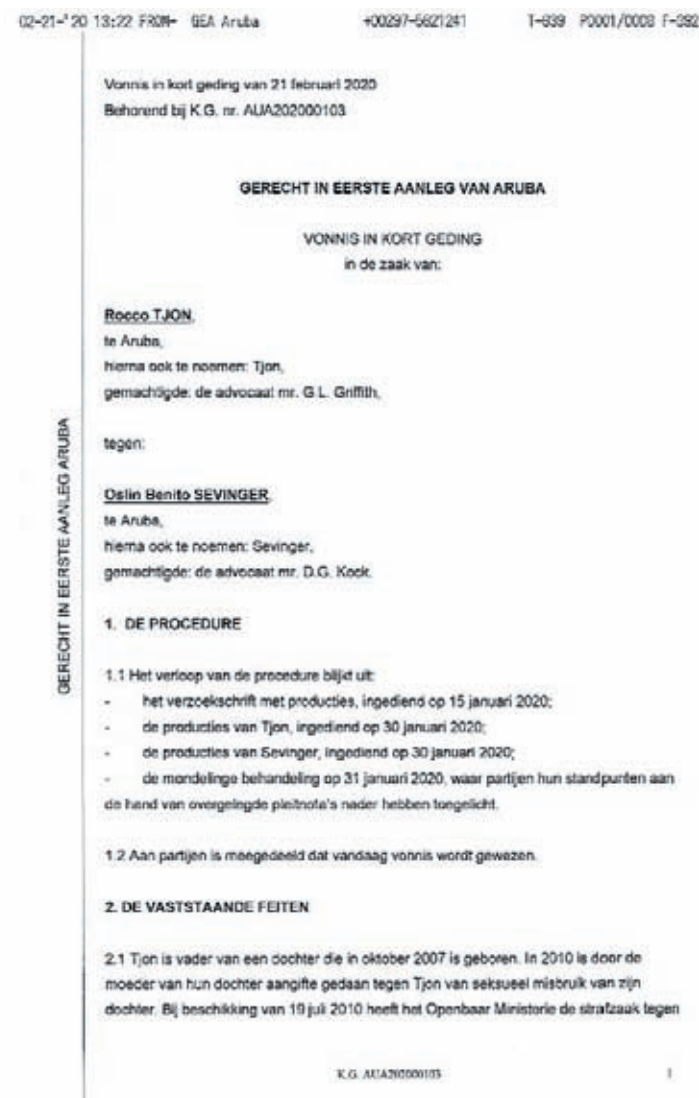 02-21-'20 13:22 FROM- GEA Aruba +00297-5821241 T-639 P0001/0008 F-392
Vonnis in kort geding van 21 februari 2020
Behorend bij K.G. nr. AUA202000103
GERECHT IN EERSTE AANLEG VAN ARUBA
VONNIS IN KORT GEDING
in de zaak van:
Rocco TJON,
te Aruba,
hierna ook te noemen: Tjon,
gemachtigde: de advocaat mr. G.L. Griffith,
tegen:
Oslin Benito SEVINGER,
te Aruba,
hierna ook te noemen: Sevinger,
gemachtigde: de advocaat mr. D.G. Kock.
GERECHT IN EERSTE AANLEG ARUBA
1. DE PROCEDURE
1.1 Het verloop van de procedure blijkt uit:
- het verzoekschrift met producties, ingediend op 15 januari 2020;
- de producties van Tjon, ingediend op 30 januari 2020;
- de producties van Sevinger, ingediend op 30 januari 2020;
- de mondelinge behandeling op 31 januari 2020, waar partijen hun standpunten aan
de hand van overgelegde pleitnota's nader hebben toegelicht.
1.2 Aan partijen is meegedeeld dat vandaag vonnis wordt gewezen.
2. DE VASTSTAANDE FEITEN
2.1 Tjon is vader van een dochter die in oktober 2007 is geboren. In 2010 is door de
moeder van hun dochter aangifte gedaan tegen Tjon van seksueel misbruik van zijn
dochter. Bij beschikking van 19 juli 2010 heeft het Openbaar Ministerie de strafzaak tegen
K.G. AUA202000103 1